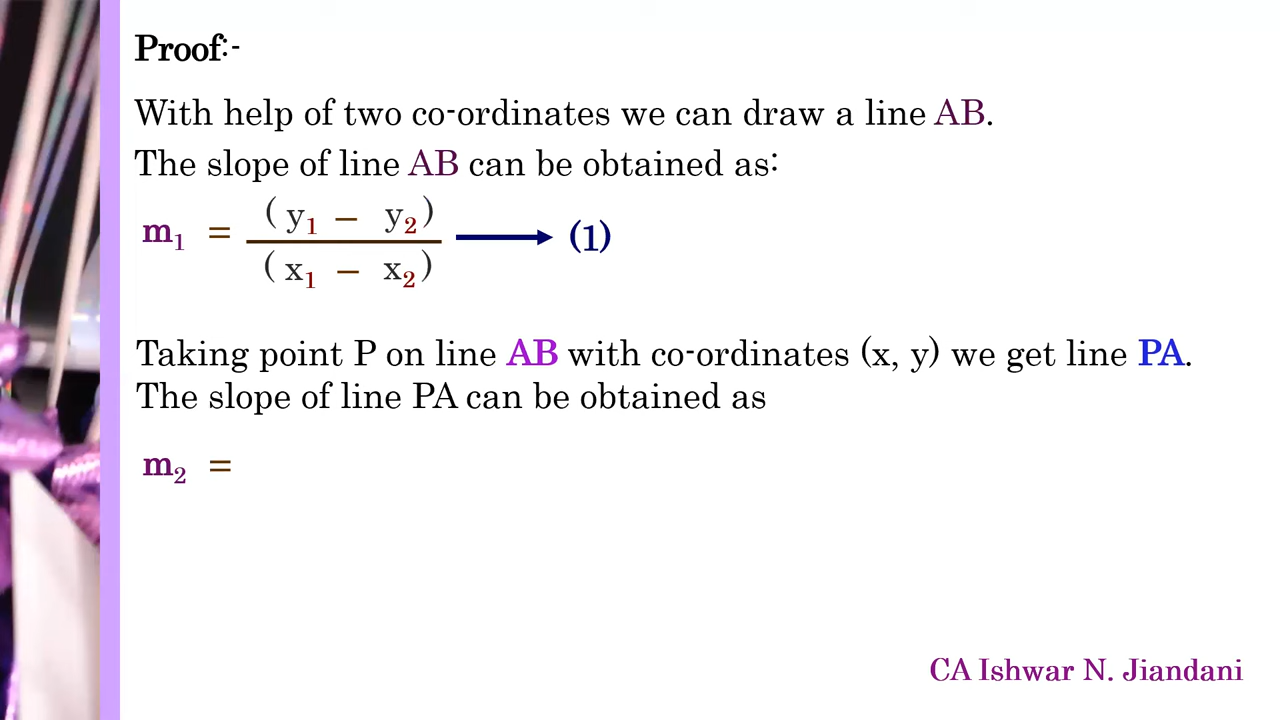 Proof:-
With help of two co-ordinates we can draw a line AB.
The slope of line AB can be obtained as:
m₁ = (y₁ – y₂) / (x₁ – x₂) ⟶ (1)
Taking point P on line AB with co-ordinates (x, y) we get line PA.
The slope of line PA can be obtained as
m₂ =
CA Ishwar N. Jiandani